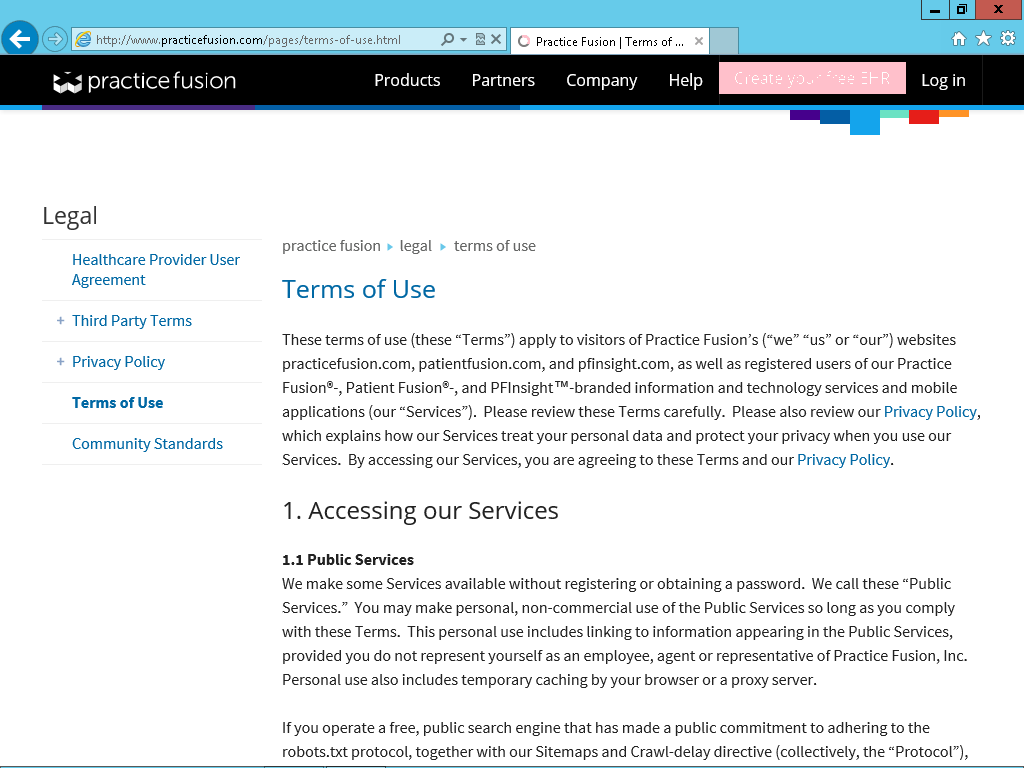 http://www.practicefusion.com/pages/terms-of-use.html
Practice Fusion | Terms of ...
practice fusion
Products
Partners
Company
Help
Create your free EHR
Log in
Legal
Healthcare Provider User
Agreement
+ Third Party Terms
+ Privacy Policy
Terms of Use
Community Standards
practice fusion ▸ legal ▸ terms of use
Terms of Use
These terms of use (these “Terms”) apply to visitors of Practice Fusion’s (“we” “us” or “our”) websites
practicefusion.com, patientfusion.com, and pfinsight.com, as well as registered users of our Practice
Fusion®-, Patient Fusion®-, and PFInsight™-branded information and technology services and mobile
applications (our “Services”).  Please review these Terms carefully.  Please also review our Privacy Policy,
which explains how our Services treat your personal data and protect your privacy when you use our
Services.  By accessing our Services, you are agreeing to these Terms and our Privacy Policy.
1. Accessing our Services
1.1 Public Services
We make some Services available without registering or obtaining a password.  We call these “Public
Services.”  You may make personal, non-commercial use of the Public Services so long as you comply
with these Terms.  This personal use includes linking to information appearing in the Public Services,
provided you do not represent yourself as an employee, agent or representative of Practice Fusion, Inc.
Personal use also includes temporary caching by your browser or a proxy server.
If you operate a free, public search engine that has made a public commitment to adhering to the
robots.txt protocol, together with our Sitemaps and Crawl-delay directive (collectively, the “Protocol”),